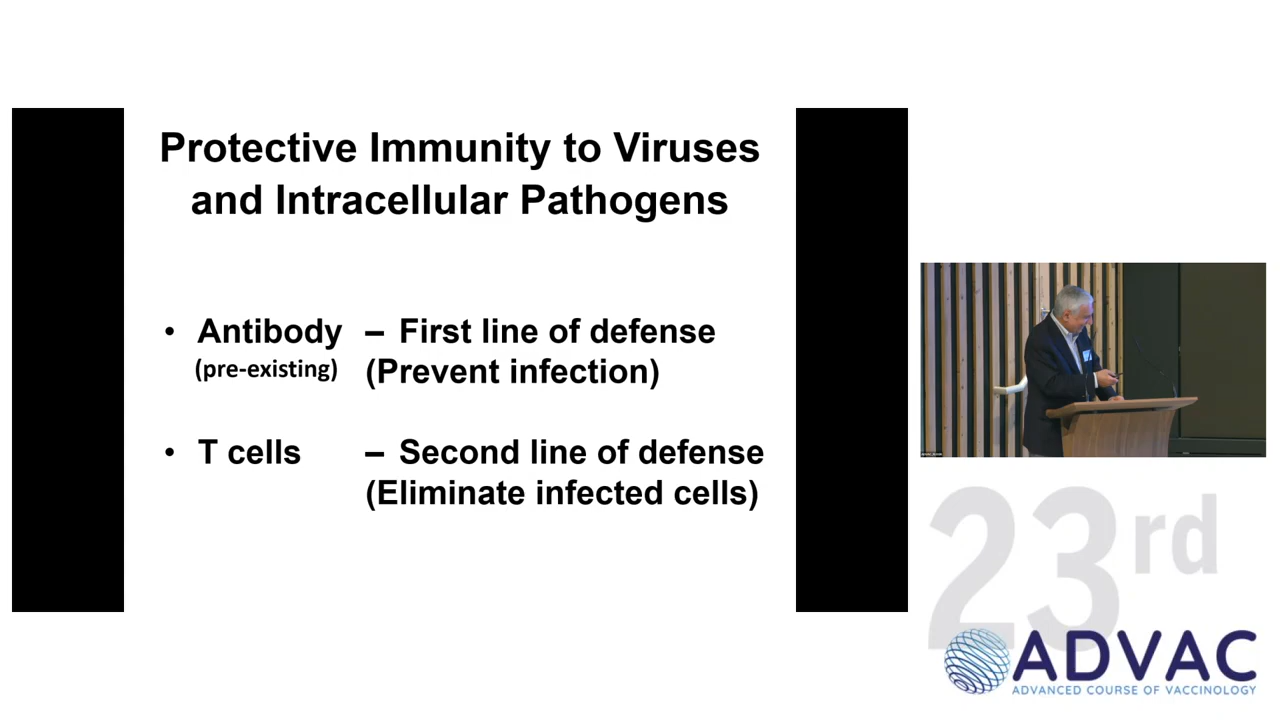 Protective Immunity to Viruses
and Intracellular Pathogens
• Antibody – First line of defense
(pre-existing) (Prevent infection)
• T cells – Second line of defense
(Eliminate infected cells)
23rd
ADVAC
ADVANCED COURSE OF VACCINOLOGY